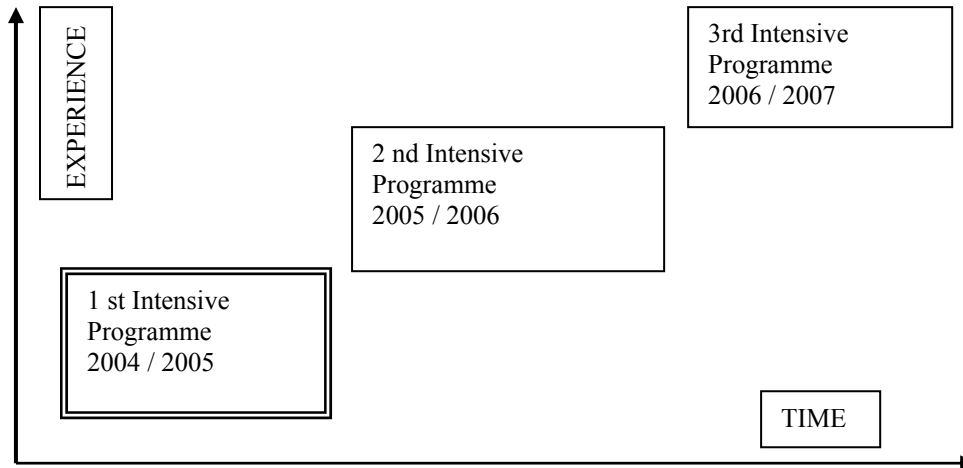 EXPERIENCE
3rd Intensive
Programme
2006 / 2007
2 nd Intensive
Programme
2005 / 2006
1 st Intensive
Programme
2004 / 2005
TIME